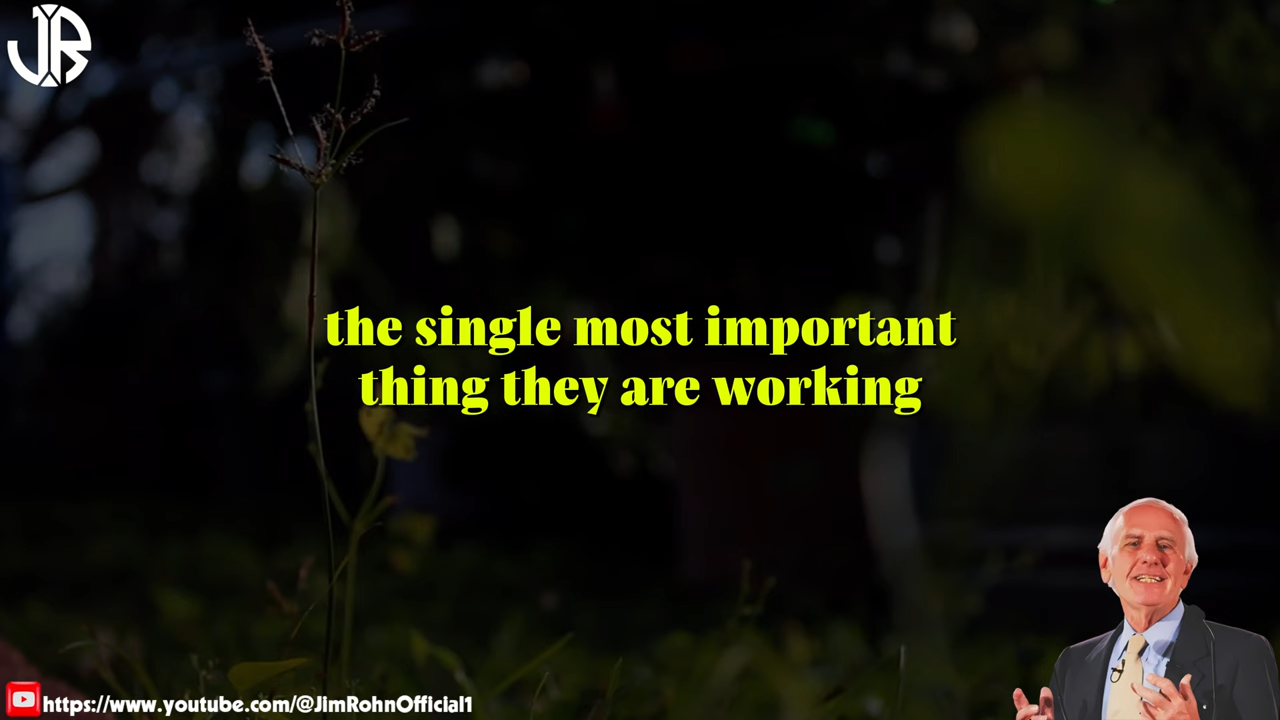 JR
the single most important
thing they are working
https://www.youtube.com/@JimRohnOfficial1